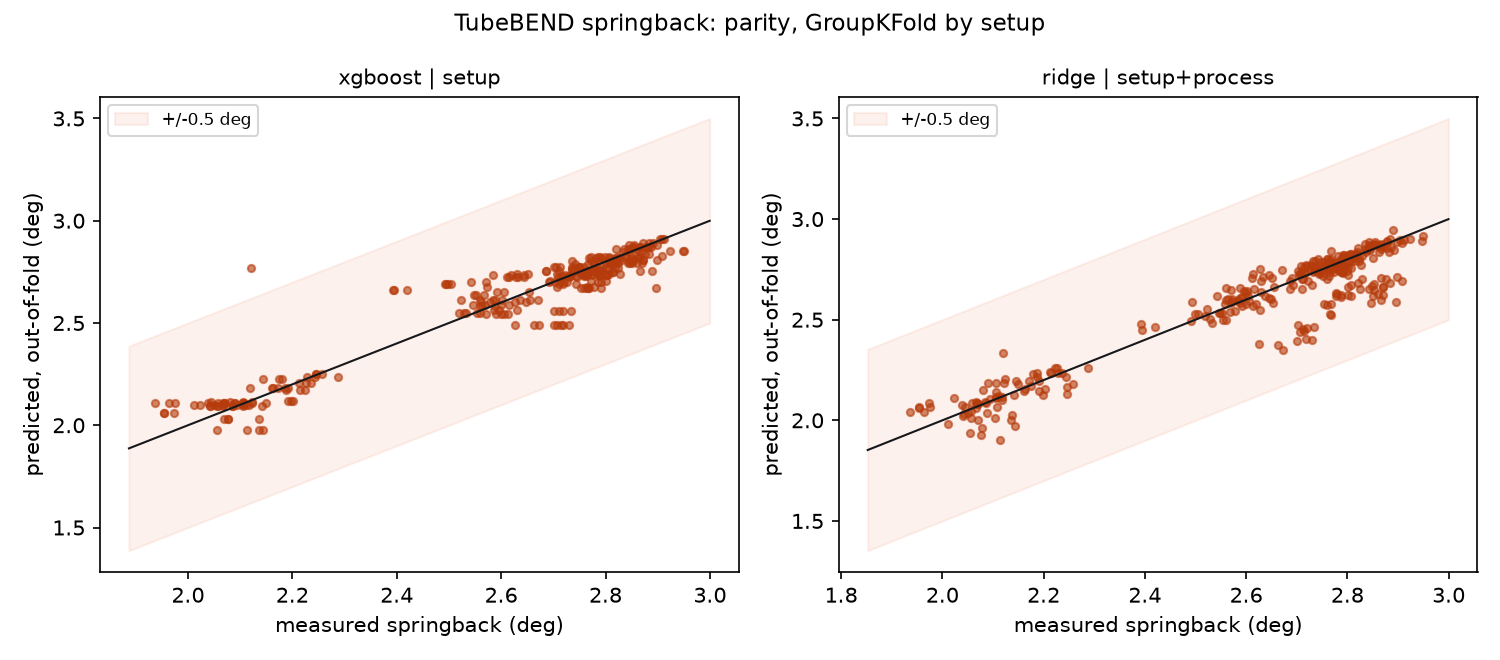 TubeBEND springback: parity, GroupKFold by setup
xgboost | setup
+/-0.5 deg
predicted, out-of-fold (deg)
3.5
3.0
2.5
2.0
1.5
2.0 2.2 2.4 2.6 2.8 3.0
measured springback (deg)
ridge | setup+process
+/-0.5 deg
predicted, out-of-fold (deg)
3.5
3.0
2.5
2.0
1.5
1.8 2.0 2.2 2.4 2.6 2.8 3.0
measured springback (deg)